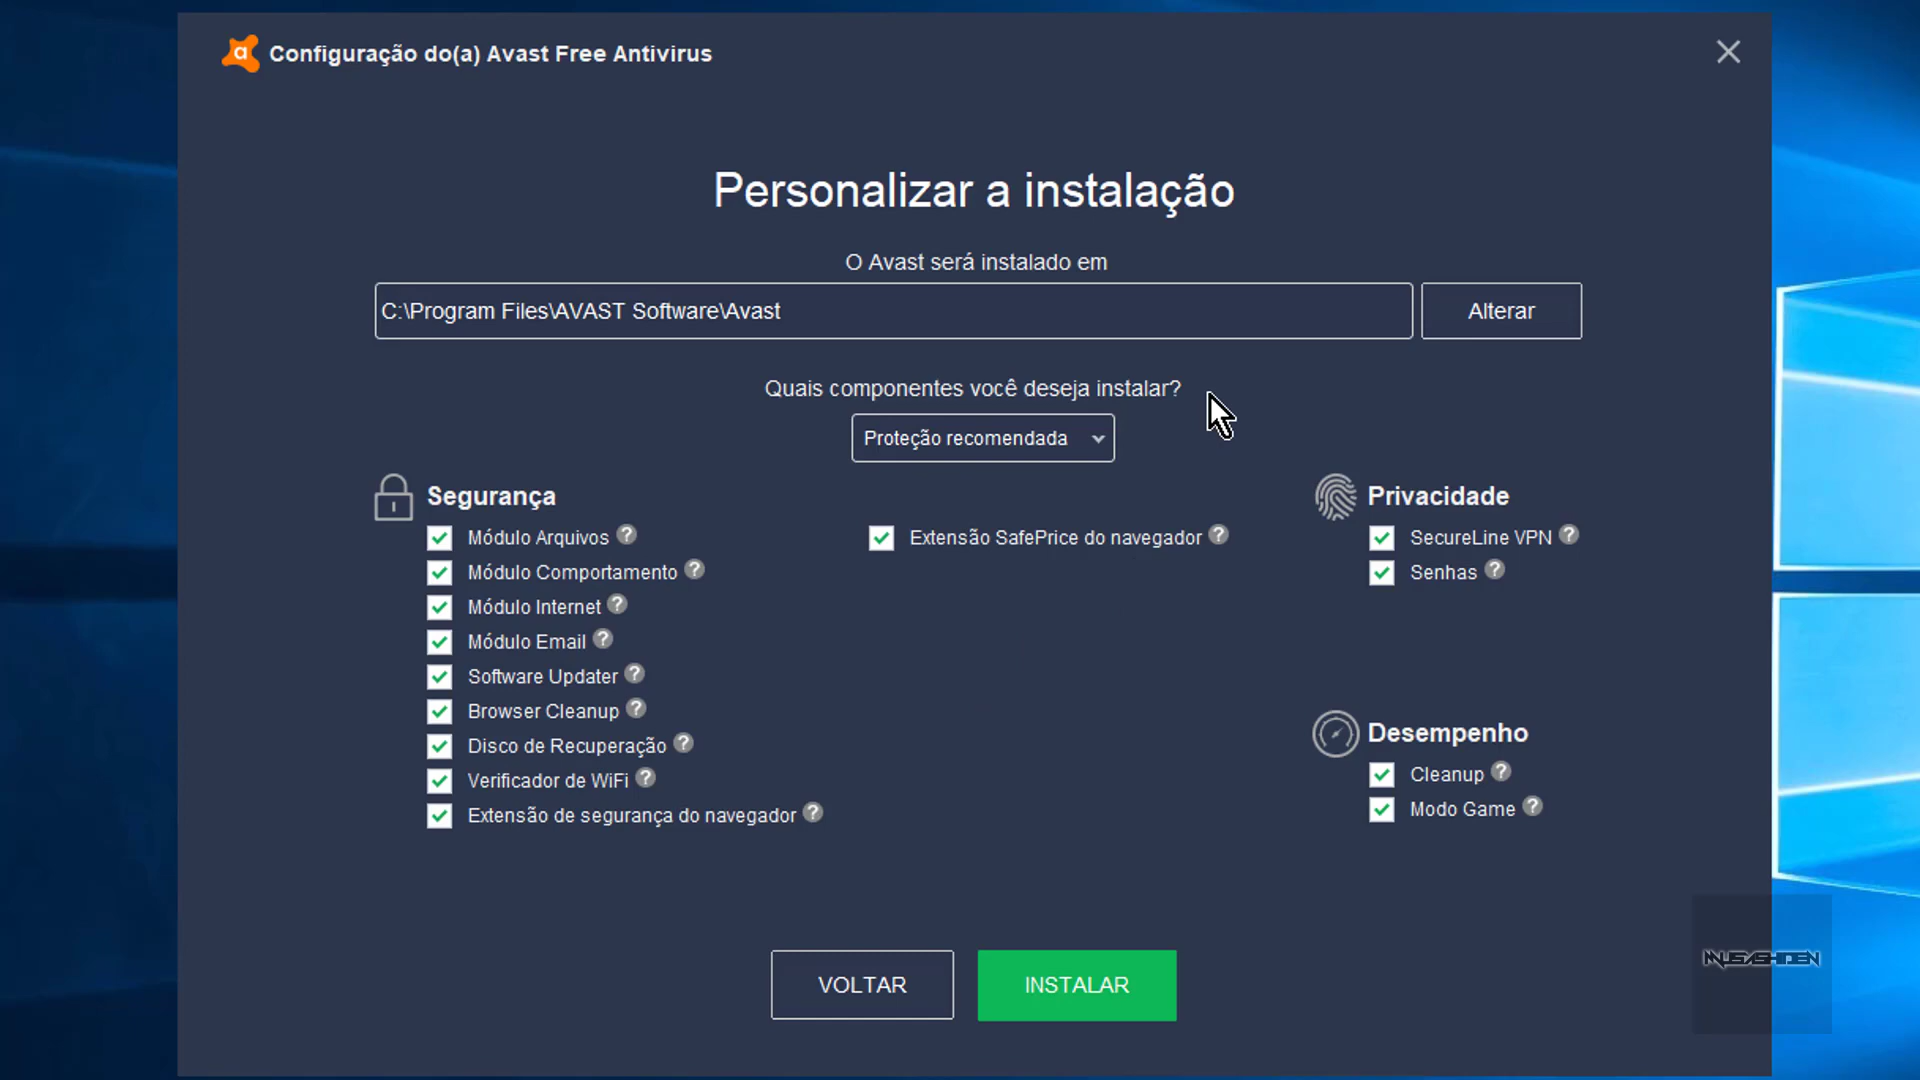 Configuração do(a) Avast Free Antivirus
Personalizar a instalação
O Avast será instalado em
C:\Program Files\AVAST Software\Avast
Alterar
Quais componentes você deseja instalar?
Proteção recomendada
Segurança
Módulo Arquivos ?
Módulo Comportamento ?
Módulo Internet ?
Módulo Email ?
Software Updater ?
Browser Cleanup ?
Disco de Recuperação ?
Verificador de WiFi ?
Extensão de segurança do navegador ?
Extensão SafePrice do navegador ?
Privacidade
SecureLine VPN ?
Senhas ?
Desempenho
Cleanup ?
Modo Game ?
VOLTAR
INSTALAR